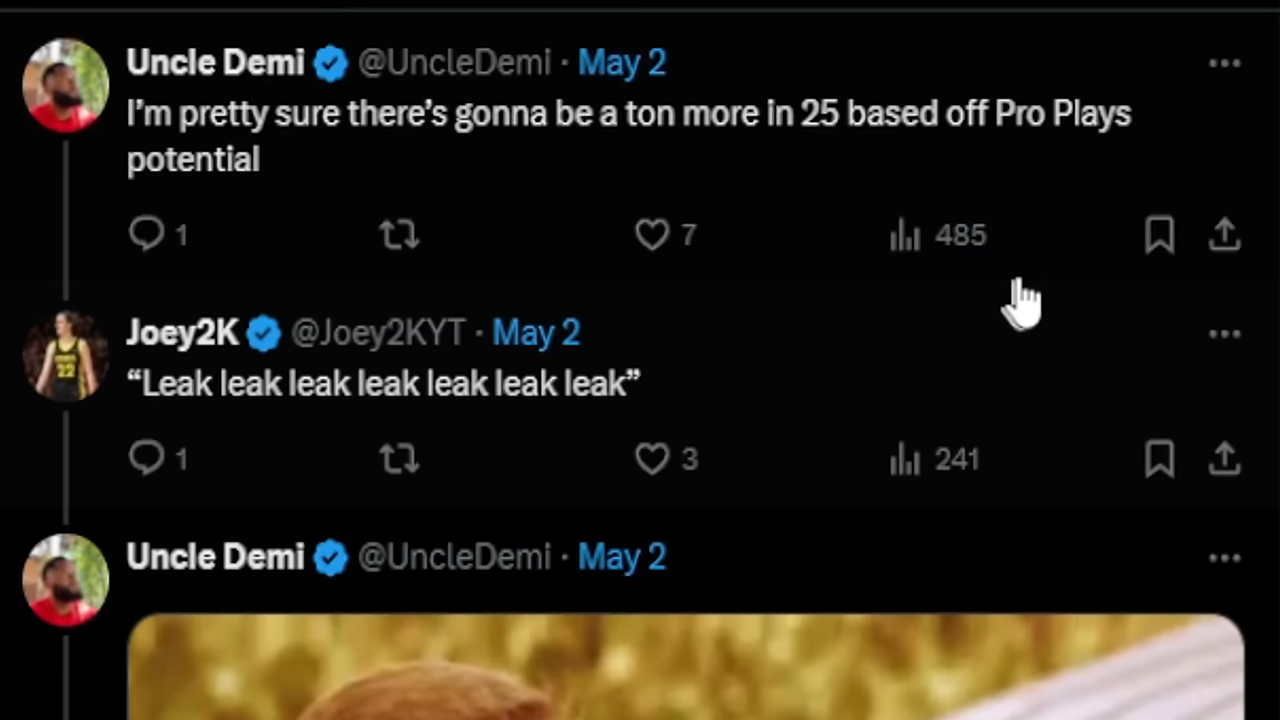 Uncle Demi @UncleDemi · May 2
I’m pretty sure there’s gonna be a ton more in 25 based off Pro Plays
potential
1 7 485
Joey2K @Joey2KYT · May 2
“Leak leak leak leak leak leak leak”
1 3 241
Uncle Demi @UncleDemi · May 2